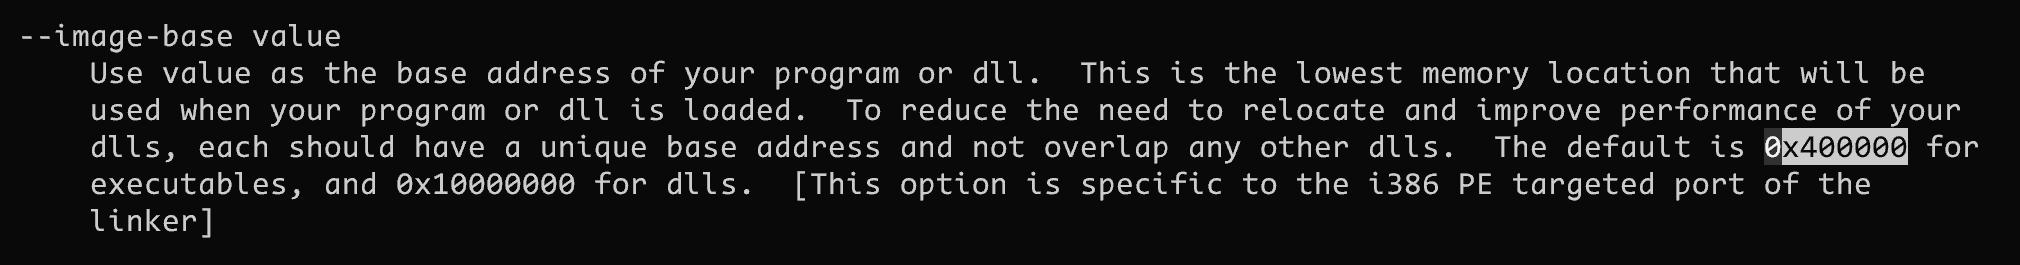 --image-base value
Use value as the base address of your program or dll.  This is the lowest memory location that will be
used when your program or dll is loaded.  To reduce the need to relocate and improve performance of your
dlls, each should have a unique base address and not overlap any other dlls.  The default is 0x400000 for
executables, and 0x10000000 for dlls.  [This option is specific to the i386 PE targeted port of the
linker]